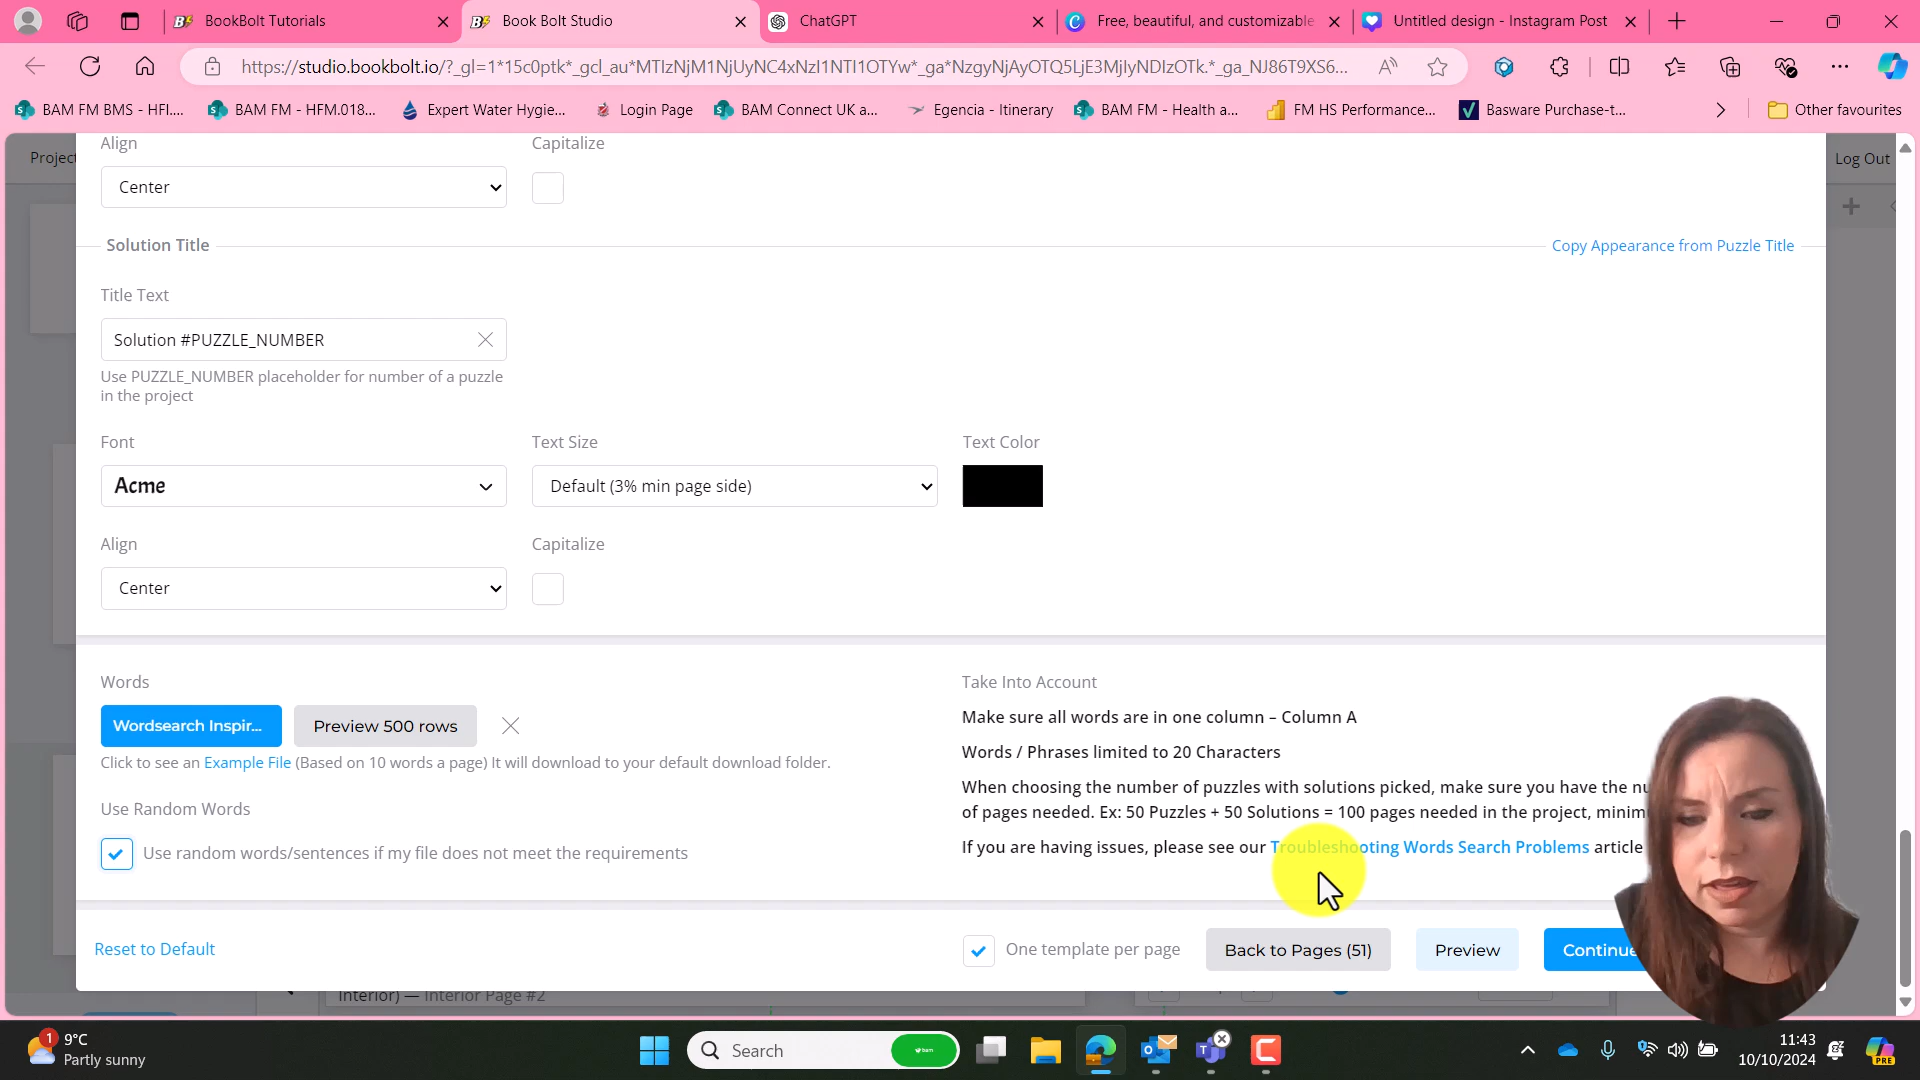 BookBolt Tutorials
Book Bolt Studio
ChatGPT
Free, beautiful, and customizable
Untitled design - Instagram Post
https://studio.bookbolt.io/?_gl=1*15c0ptk*_gcl_au*MTIzNjM1NjUyNC4xNzI1NTI1OTYw*_ga*NzgyNjAyOTQ5LjE3MjIyNDIzOTk.*_ga_NJ86T9XS6...
BAM FM BMS - HFI....
BAM FM - HFM.018...
Expert Water Hygie...
Login Page
BAM Connect UK a...
Egencia - Itinerary
BAM FM - Health a...
FM HS Performance...
Basware Purchase-t...
Other favourites
Project
Log Out
Align
Capitalize
Center
Solution Title
Copy Appearance from Puzzle Title
Title Text
Solution #PUZZLE_NUMBER
Use PUZZLE_NUMBER placeholder for number of a puzzle
in the project
Font
Text Size
Text Color
Acme
Default (3% min page side)
Align
Capitalize
Center
Words
Take Into Account
Wordsearch Inspir...
Preview 500 rows
Make sure all words are in one column – Column A
Click to see an Example File (Based on 10 words a page) It will download to your default download folder.
Words / Phrases limited to 20 Characters
When choosing the number of puzzles with solutions picked, make sure you have the
of pages needed. Ex: 50 Puzzles + 50 Solutions = 100 pages needed in the project,
Use Random Words
Use random words/sentences if my file does not meet the requirements
If you are having issues, please see our Troubleshooting Words Search Problems article
Reset to Default
One template per page
Back to Pages (51)
Preview
Continue
Interior) — Interior Page #2
1
9°C
Partly sunny
Search
bam
11:43
10/10/2024
PRE